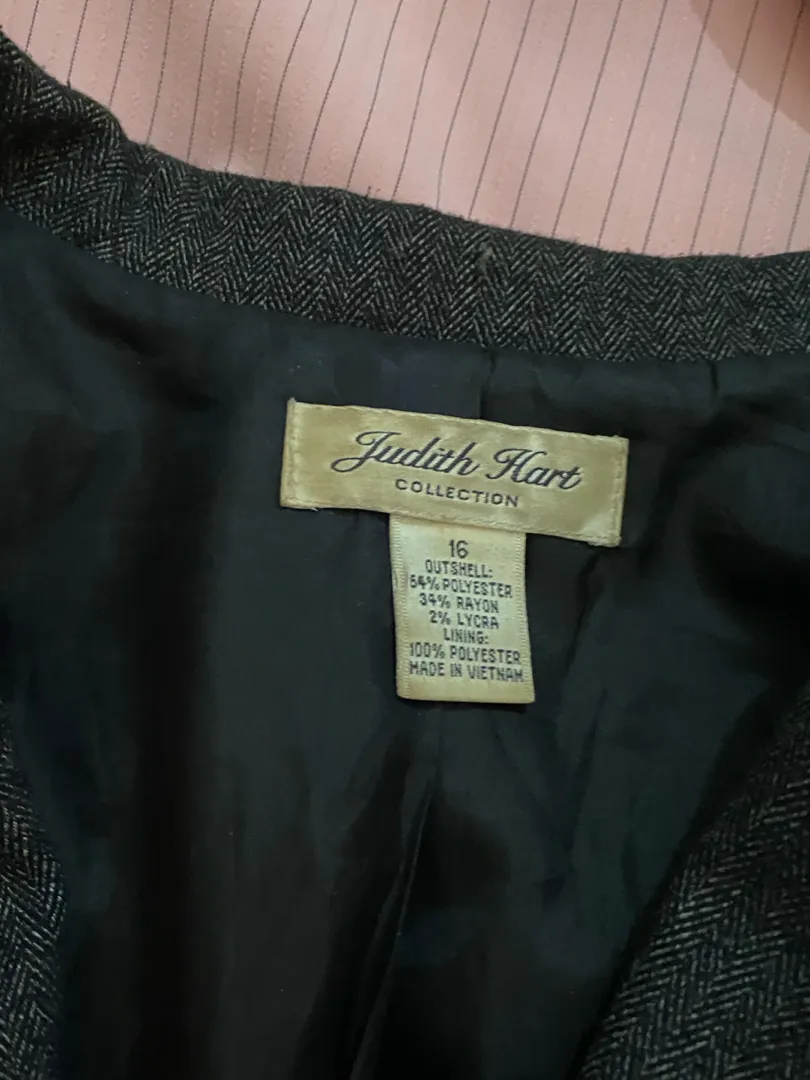 Judith Hart
COLLECTION
16
OUTSHELL:
64% POLYESTER
34% RAYON
2% LYCRA
LINING:
100% POLYESTER
MADE IN VIETNAM